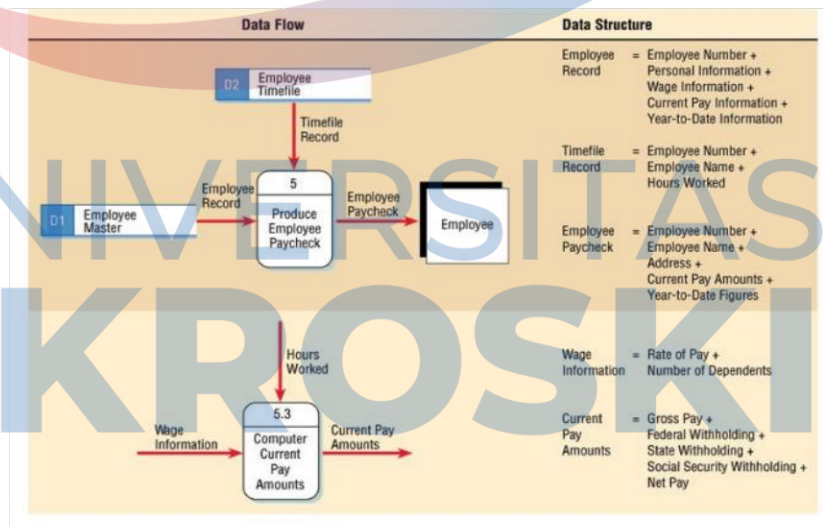 Data Flow
Data Structure
D2
Employee
Timefile
Timefile
Record
Employee
Record
D1
Employee
Master
5
Produce
Employee
Paycheck
Employee
Paycheck
Employee
Employee = Employee Number +
Record Personal Information +
Wage Information +
Current Pay Information +
Year-to-Date Information
Timefile = Employee Number +
Record Employee Name +
Hours Worked
Employee = Employee Number +
Paycheck Employee Name +
Address +
Current Pay Amounts +
Year-to-Date Figures
Hours
Worked
Wage
Information
5.3
Computer
Current
Pay
Amounts
Current Pay
Amounts
Wage = Rate of Pay +
Information Number of Dependents
Current = Gross Pay +
Pay Federal Withholding +
Amounts State Withholding +
Social Security Withholding +
Net Pay
NIVERSITAS
KROSKI